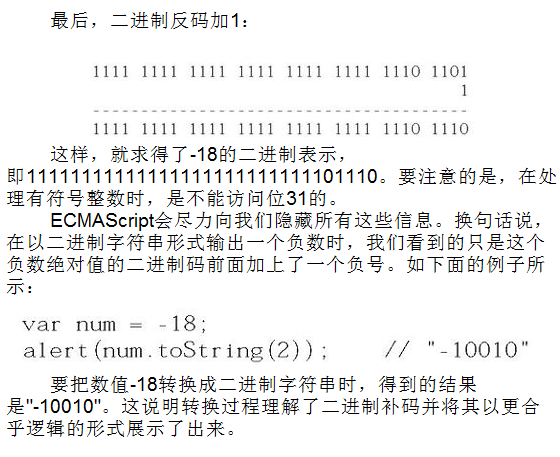 最后，二进制反码加1：
1111 1111 1111 1111 1111 1111 1110 1101
1
---------------------------------------
1111 1111 1111 1111 1111 1111 1110 1110
这样，就求得了-18的二进制表示，
即11111111111111111111111111101110。要注意的是，在处
理有符号整数时，是不能访问位31的。
ECMAScript会尽力向我们隐藏所有这些信息。换句话说，
在以二进制字符串形式输出一个负数时，我们看到的只是这个
负数绝对值的二进制码前面加上了一个负号。如下面的例子所
示：
var num = -18;
alert(num.toString(2)); // "-10010"
要把数值-18转换成二进制字符串时，得到的结果
是"-10010"。这说明转换过程理解了二进制补码并将其以更合
乎逻辑的形式展示了出来。